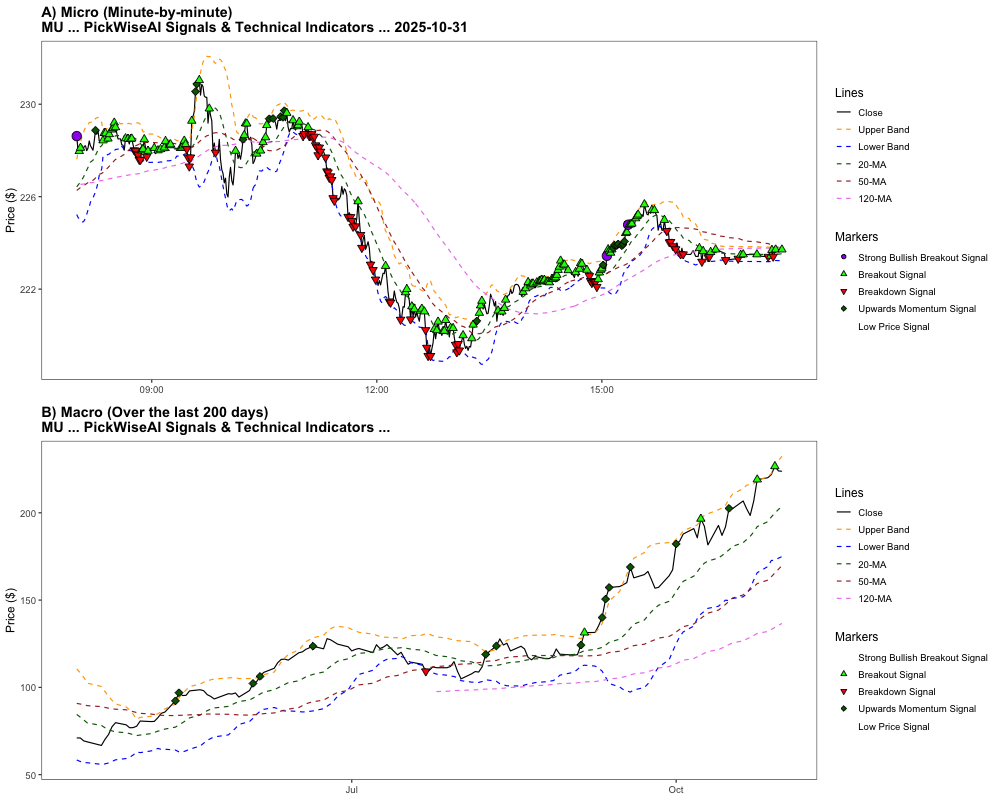 A) Micro (Minute-by-minute)
MU ... PickWiseAI Signals & Technical Indicators ... 2025-10-31
Price ($)
230
226
222
09:00
12:00
15:00
Lines
Close
Upper Band
Lower Band
20-MA
50-MA
120-MA
Markers
Strong Bullish Breakout Signal
Breakout Signal
Breakdown Signal
Upwards Momentum Signal
Low Price Signal
B) Macro (Over the last 200 days)
MU ... PickWiseAI Signals & Technical Indicators ...
Price ($)
200
150
100
50
Jul
Oct
Lines
Close
Upper Band
Lower Band
20-MA
50-MA
120-MA
Markers
Strong Bullish Breakout Signal
Breakout Signal
Breakdown Signal
Upwards Momentum Signal
Low Price Signal